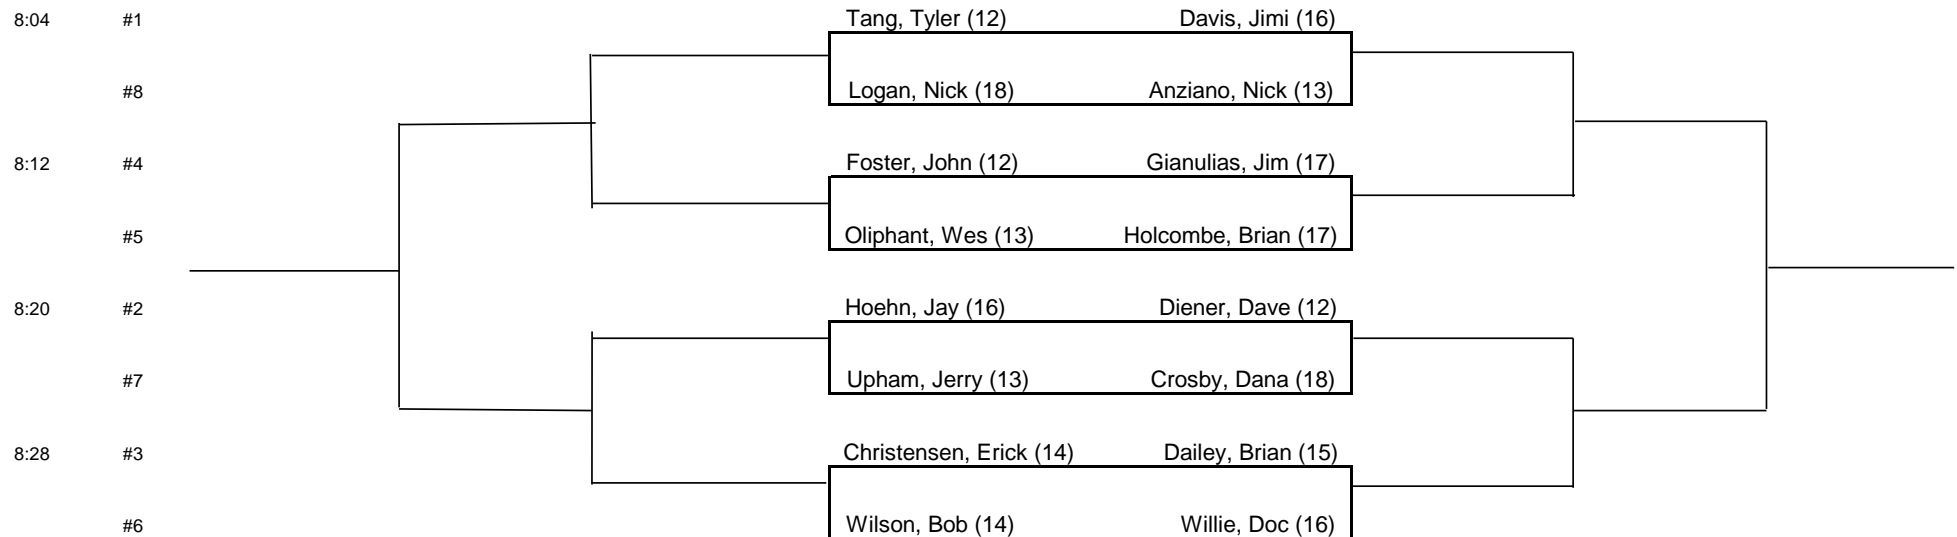 8:04 #1 Tang, Tyler (12) Davis, Jimi (16)
#8 Logan, Nick (18) Anziano, Nick (13)
8:12 #4 Foster, John (12) Gianulias, Jim (17)
#5 Oliphant, Wes (13) Holcombe, Brian (17)
8:20 #2 Hoehn, Jay (16) Diener, Dave (12)
#7 Upham, Jerry (13) Crosby, Dana (18)
8:28 #3 Christensen, Erick (14) Dailey, Brian (15)
#6 Wilson, Bob (14) Willie, Doc (16)